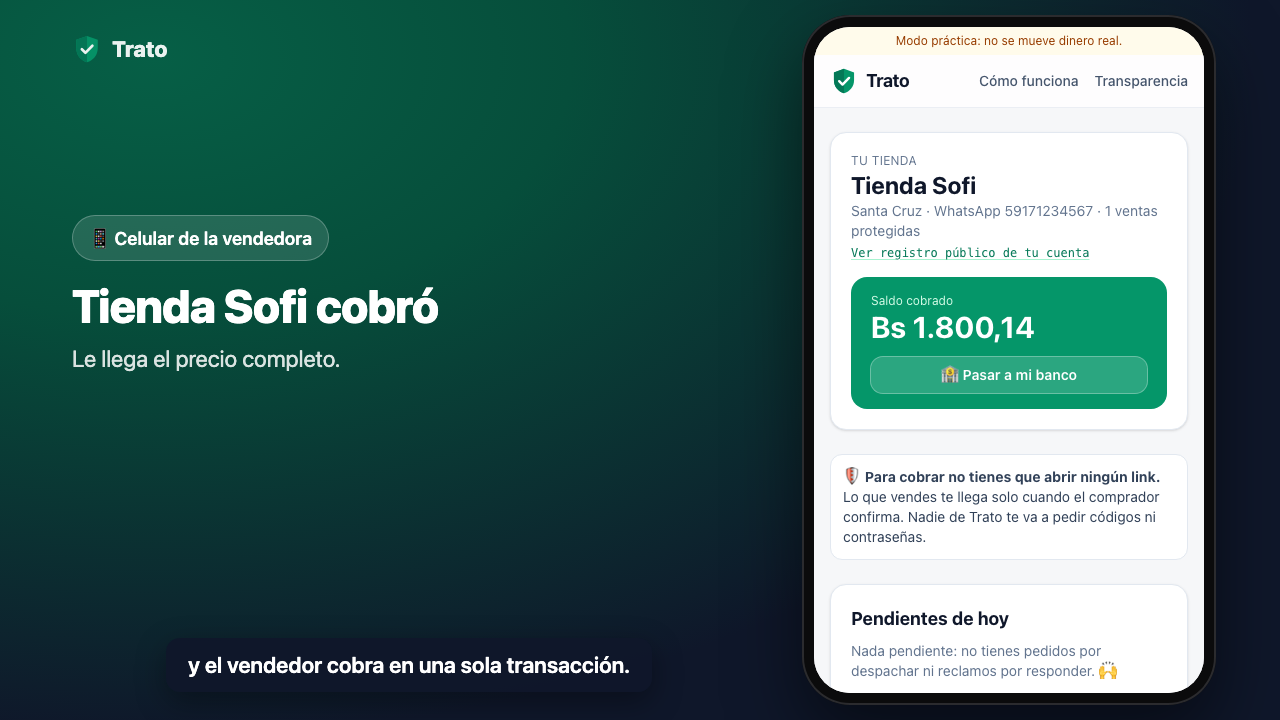 Trato
📱 Celular de la vendedora
Tienda Sofi cobró
Le llega el precio completo.
y el vendedor cobra en una sola transacción.
Modo práctica: no se mueve dinero real.
Trato
Cómo funciona
Transparencia
TU TIENDA
Tienda Sofi
Santa Cruz · WhatsApp 59171234567 · 1 ventas
protegidas
Ver registro público de tu cuenta
Saldo cobrado
Bs 1.800,14
🏦 Pasar a mi banco
🛡️ Para cobrar no tienes que abrir ningún link.
Lo que vendes te llega solo cuando el comprador
confirma. Nadie de Trato te va a pedir códigos ni
contraseñas.
Pendientes de hoy
Nada pendiente: no tienes pedidos por
despachar ni reclamos por responder. 🙌